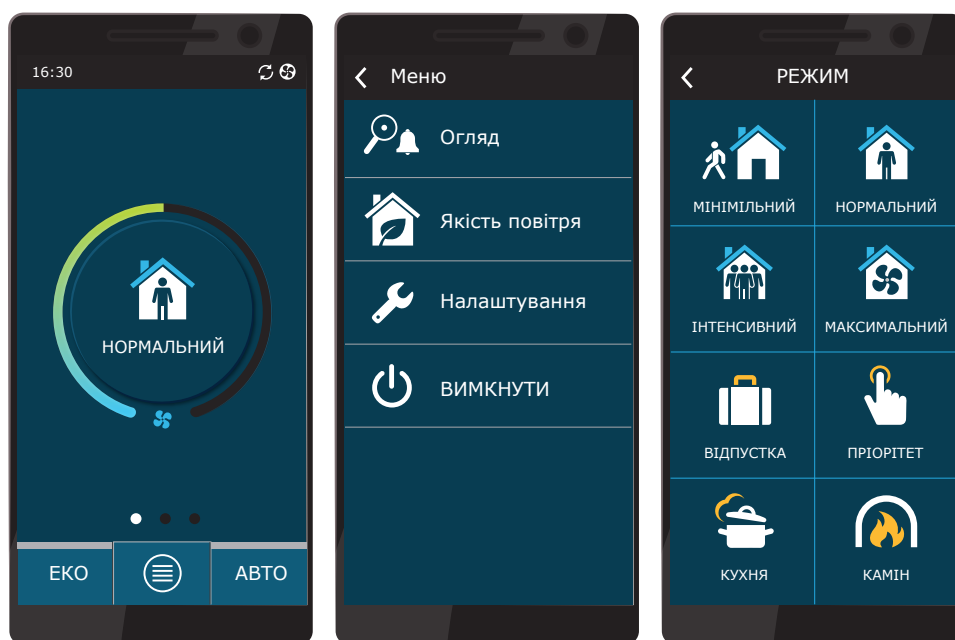 16:30
НОРМАЛЬНИЙ
ЕКО
АВТО
Меню
Огляд
Якість повітря
Налаштування
ВИМКНУТИ
РЕЖИМ
МІНІМІЛЬНИЙ
НОРМАЛЬНИЙ
ІНТЕНСИВНИЙ
МАКСИМАЛЬНИЙ
ВІДПУСТКА
ПРІОРІТЕТ
КУХНЯ
КАМІН